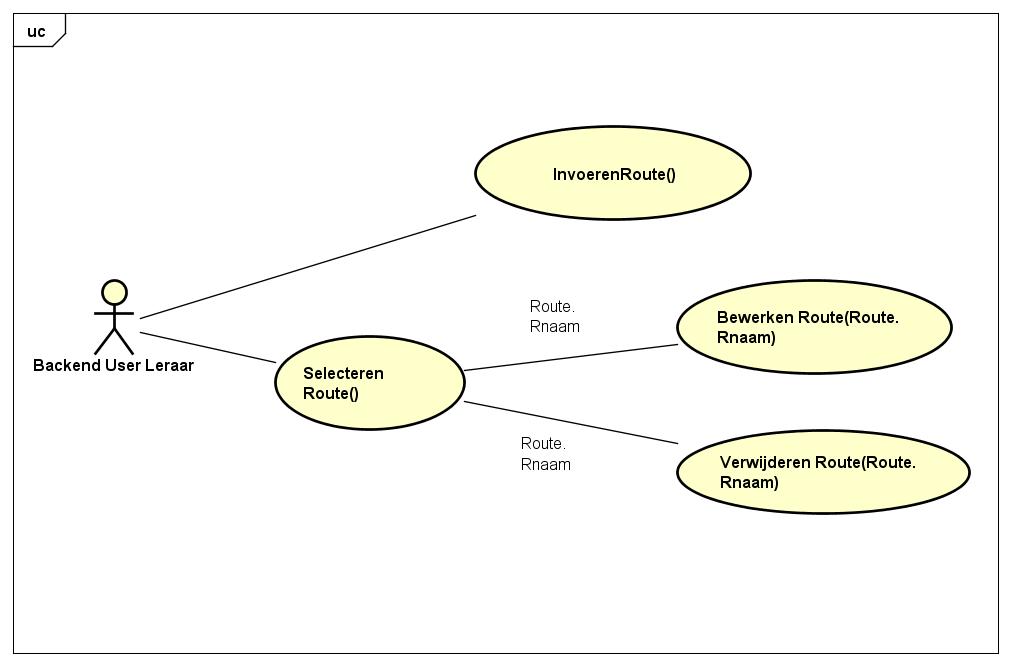 uc
InvoerenRoute()
Route.
Rnaam
Bewerken Route(Route.
Rnaam)
Backend User Leraar
Selecteren
Route()
Route.
Rnaam
Verwijderen Route(Route.
Rnaam)